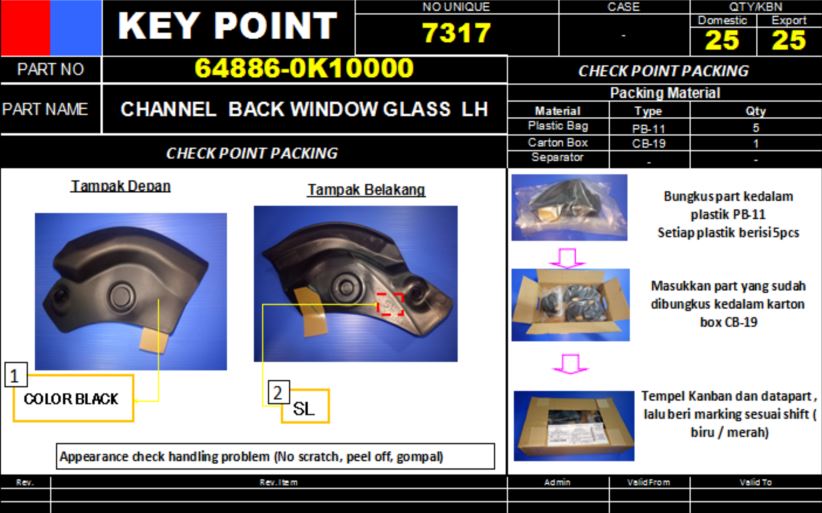 KEY POINT
NO UNIQUE
7317
CASE
-
QTY/KBN
Domestic
Export
25
25
PART NO
64886-0K10000
PART NAME
CHANNEL BACK WINDOW GLASS LH
CHECK POINT PACKING
Packing Material
Material Type Qty
Plastic Bag PB-11 5
Carton Box CB-19 1
Separator - -
CHECK POINT PACKING
Tampak Depan
Tampak Belakang
1
COLOR BLACK
2
SL
Appearance check handling problem (No scratch, peel off, gompal)
Bungkus part kedalam
plastik PB-11
Setiap plastik berisi 5pcs
Masukkan part yang sudah
dibungkus kedalam karton
box CB-19
Tempel Kanban dan datapart ,
lalu beri marking sesuai shift (
biru / merah)
Rev. Rev.Item Admin Valid From Valid To